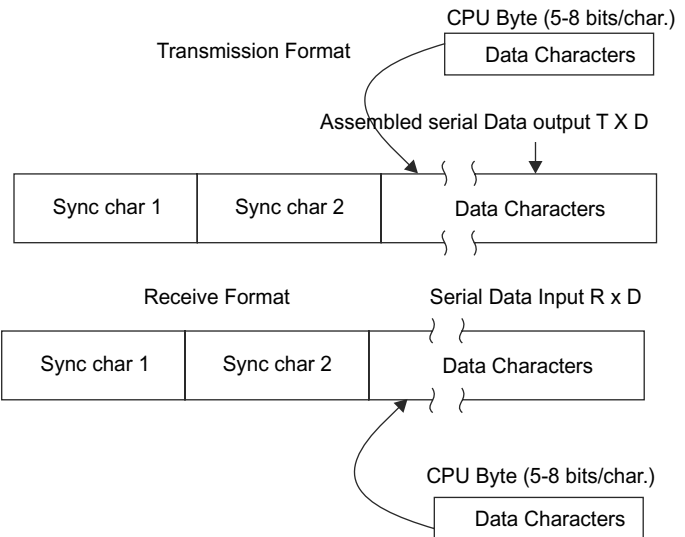 CPU Byte (5-8 bits/char.)
Transmission Format
Data Characters
Assembled serial Data output T X D
Sync char 1
Sync char 2
Data Characters
Receive Format
Serial Data Input R x D
Sync char 1
Sync char 2
Data Characters
CPU Byte (5-8 bits/char.)
Data Characters